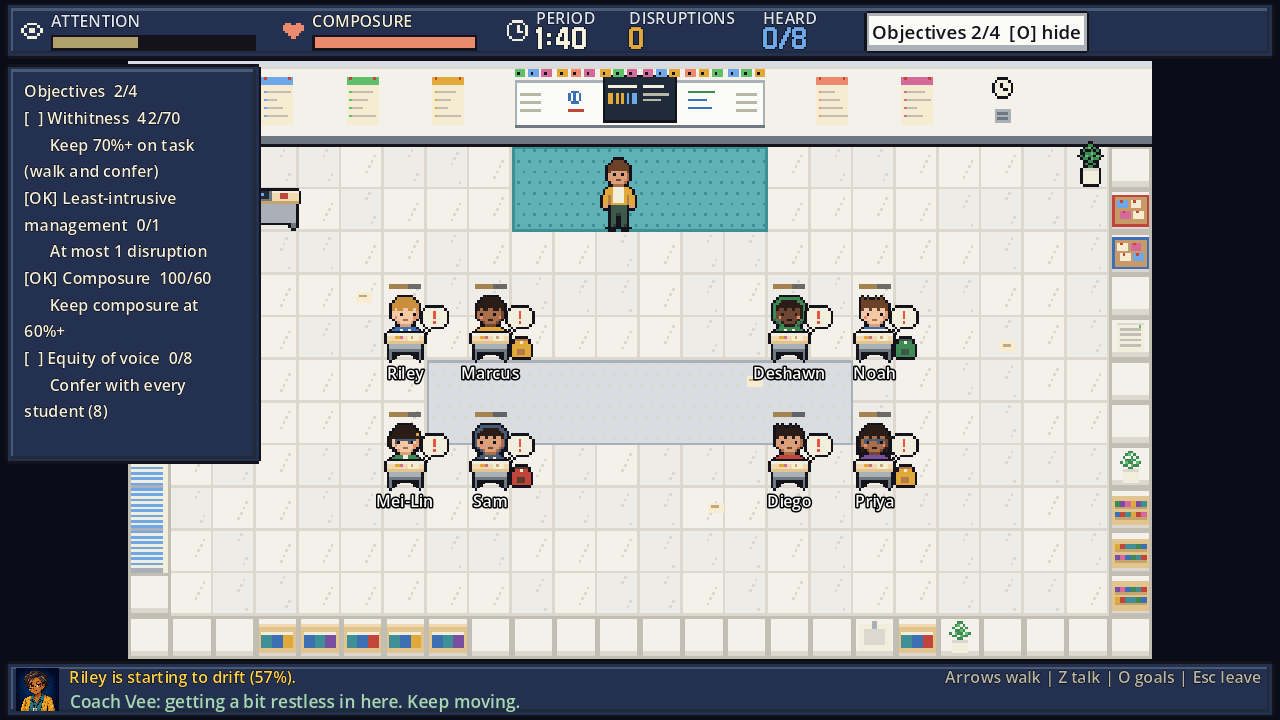 ATTENTION
COMPOSURE
PERIOD
1:40
DISRUPTIONS
0
HEARD
0/8
Objectives 2/4 [O] hide
Objectives 2/4
[ ] Withitness 42/70
Keep 70%+ on task
(walk and confer)
[OK] Least-intrusive
management 0/1
At most 1 disruption
[OK] Composure 100/60
Keep composure at
60%+
[ ] Equity of voice 0/8
Confer with every
student (8)
! ! ! !
Riley Marcus Deshawn Noah
! ! ! !
Mei-Lin Sam Diego Priya
Riley is starting to drift (57%).
Arrows walk | Z talk | O goals | Esc leave
Coach Vee: getting a bit restless in here. Keep moving.